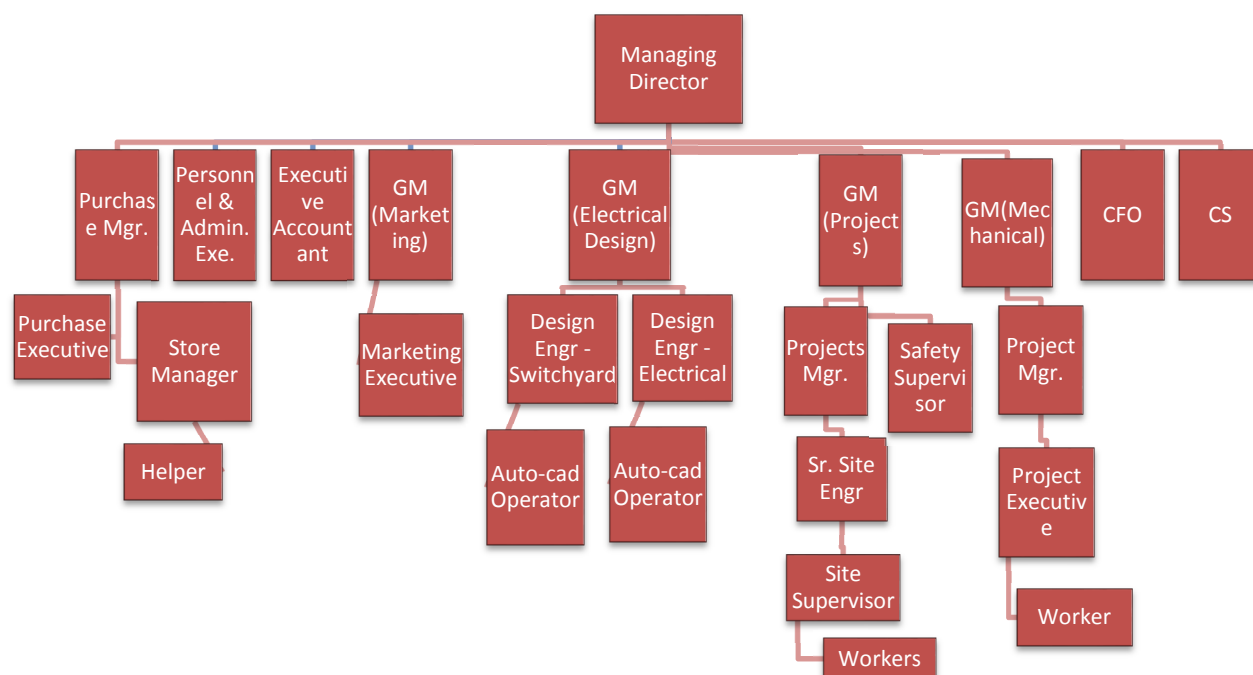 Managing
Director
Purchas
e Mgr.
Personn
el &
Admin.
Exe.
Executi
ve
Accoun
tant
GM
(Market
ing)
GM
(Electrical
Design)
GM
(Project
s)
GM(Mec
hanical)
CFO
CS
Purchase
Executive
Store
Manager
Helper
Marketing
Executive
Design
Engr -
Switchyard
Design
Engr -
Electrical
Auto-cad
Operator
Auto-cad
Operator
Projects
Mgr.
Safety
Supervi
sor
Sr. Site
Engr
Site
Supervisor
Workers
Project
Mgr.
Project
Executiv
e
Worker